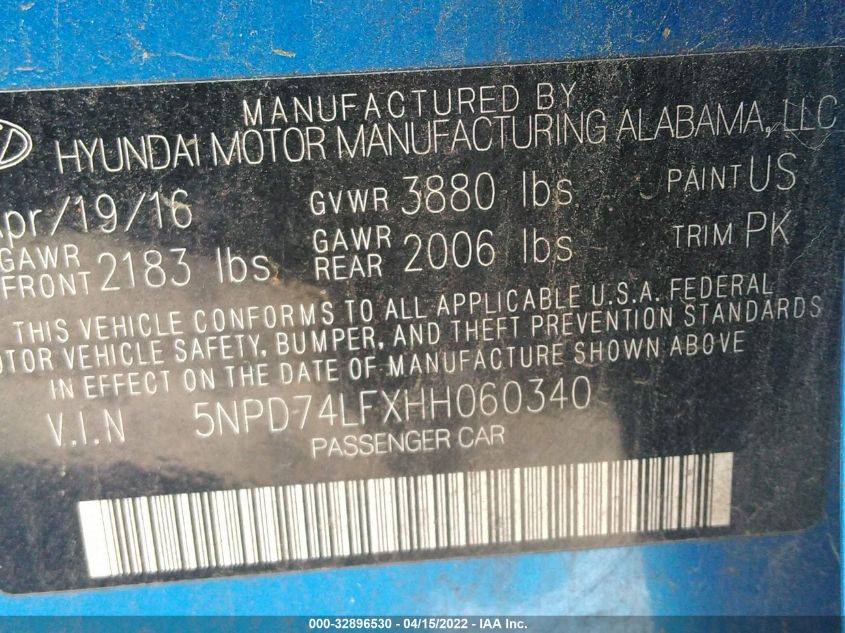 MANUFACTURED BY
HYUNDAI MOTOR MANUFACTURING ALABAMA, LLC
Apr/19/16 GVWR 3880 lbs PAINT US
GAWR FRONT 2183 lbs GAWR REAR 2006 lbs TRIM PK
THIS VEHICLE CONFORMS TO ALL APPLICABLE U.S.A. FEDERAL
MOTOR VEHICLE SAFETY, BUMPER, AND THEFT PREVENTION STANDARDS
IN EFFECT ON THE DATE OF MANUFACTURE SHOWN ABOVE
V.I.N 5NPD74LFXHH060340
PASSENGER CAR
000-32896530 - 04/15/2022 - IAA Inc.